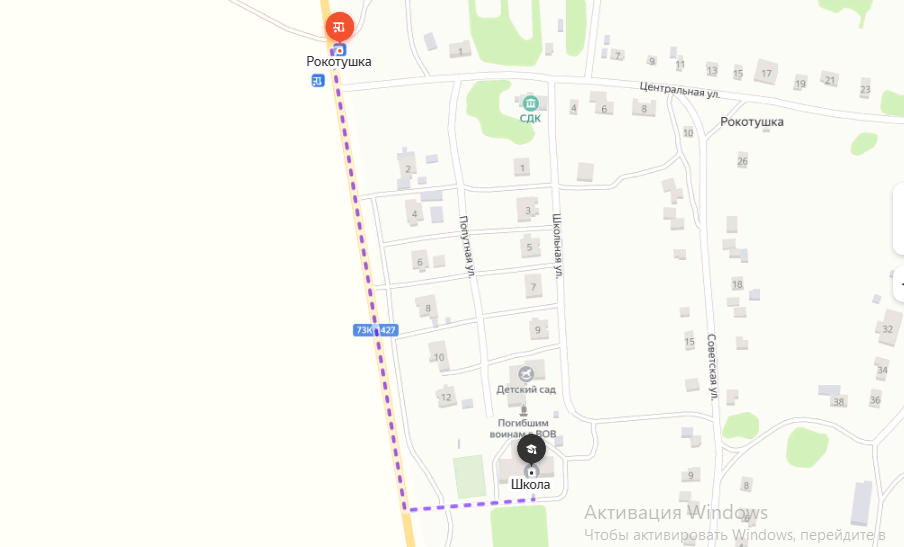 Рокотушка
1
7
9
11
13
15
17
19
21
23
Центральная ул.
СДК
4
6
8
Рокотушка
10
26
2
1
4
3
Попутная ул.
Школьная ул.
5
6
7
18
8
9
73К
427
32
15
Советская ул.
10
34
Детский сад
12
38
36
Погибшим
воинам в ВОВ
Школа
9
8
Активация Windows
Чтобы активировать Windows, перейдите в